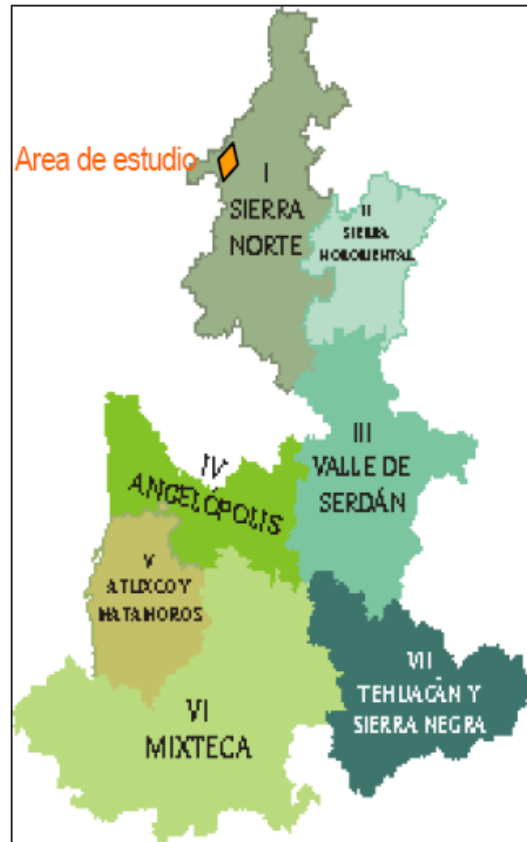 Area de estudio
I
SIERRA
NORTE
II
SIERRA
NORORIENTAL
III
VALLE DE
SERDÁN
IV
ANGELÓPOLIS
V
ATLIXCO Y
MATAMOROS
VI
MIXTECA
VII
TEHUACÁN Y
SIERRA NEGRA